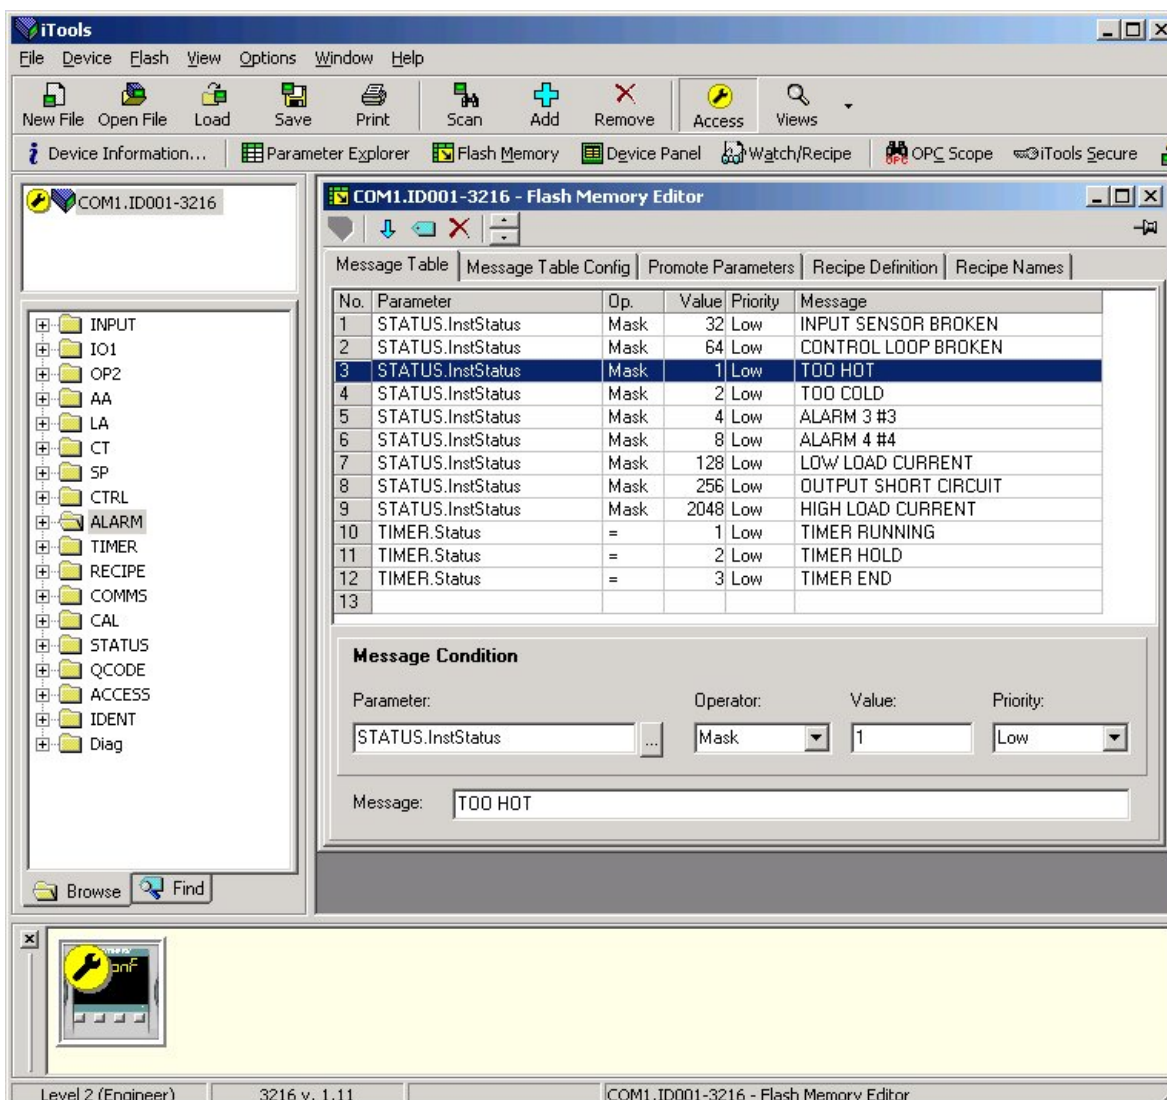 iTools
File Device Flash View Options Window Help
New File Open File Load Save Print Scan Add Remove Access Views
i Device Information... Parameter Explorer Flash Memory Device Panel Watch/Recipe OPC Scope iTools Secure
COM1.ID001-3216
INPUT
IO1
OP2
AA
LA
CT
SP
CTRL
ALARM
TIMER
RECIPE
COMMS
CAL
STATUS
QCODE
ACCESS
IDENT
Diag
Browse Find
COM1.ID001-3216 - Flash Memory Editor
Message Table Message Table Config Promote Parameters Recipe Definition Recipe Names
No. Parameter Op. Value Priority Message
1 STATUS.InstStatus Mask 32 Low INPUT SENSOR BROKEN
2 STATUS.InstStatus Mask 64 Low CONTROL LOOP BROKEN
3 STATUS.InstStatus Mask 1 Low TOO HOT
4 STATUS.InstStatus Mask 2 Low TOO COLD
5 STATUS.InstStatus Mask 4 Low ALARM 3 #3
6 STATUS.InstStatus Mask 8 Low ALARM 4 #4
7 STATUS.InstStatus Mask 128 Low LOW LOAD CURRENT
8 STATUS.InstStatus Mask 256 Low OUTPUT SHORT CIRCUIT
9 STATUS.InstStatus Mask 2048 Low HIGH LOAD CURRENT
10 TIMER.Status = 1 Low TIMER RUNNING
11 TIMER.Status = 2 Low TIMER HOLD
12 TIMER.Status = 3 Low TIMER END
13
Message Condition
Parameter: Operator: Value: Priority:
STATUS.InstStatus ... Mask 1 Low
Message: TOO HOT
Level 2 (Engineer) 3216 v. 1.11 COM1.ID001-3216 - Flash Memory Editor